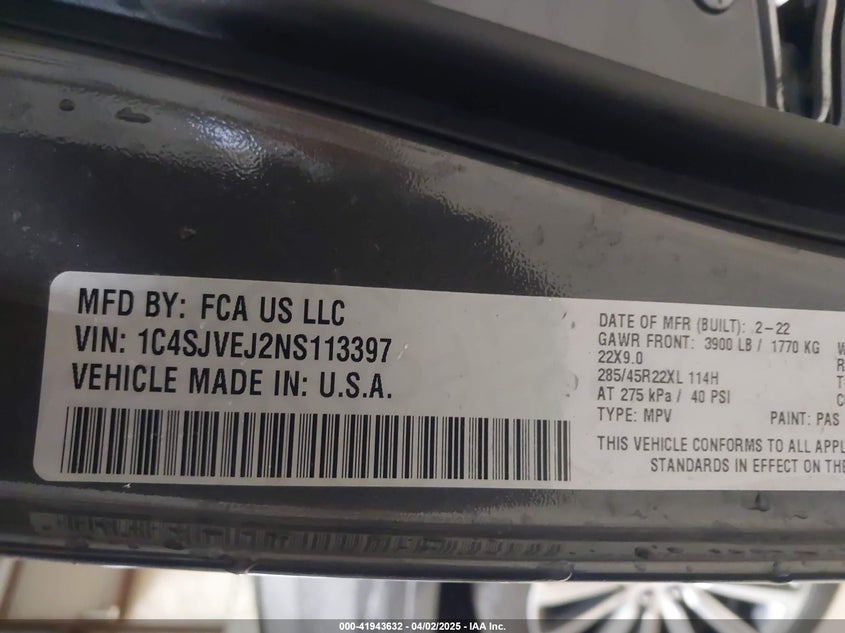 MFD BY: FCA US LLC
VIN: 1C4SJVEJ2NS113397
VEHICLE MADE IN: U.S.A.
DATE OF MFR (BUILT): 2-22
GAWR FRONT: 3900 LB / 1770 KG
22X9.0
285/45R22XL 114H
AT 275 kPa / 40 PSI
TYPE: MPV PAINT: PAS
THIS VEHICLE CONFORMS TO ALL APPL
STANDARDS IN EFFECT ON THE
000-41943632 - 04/02/2025 - IAA Inc.